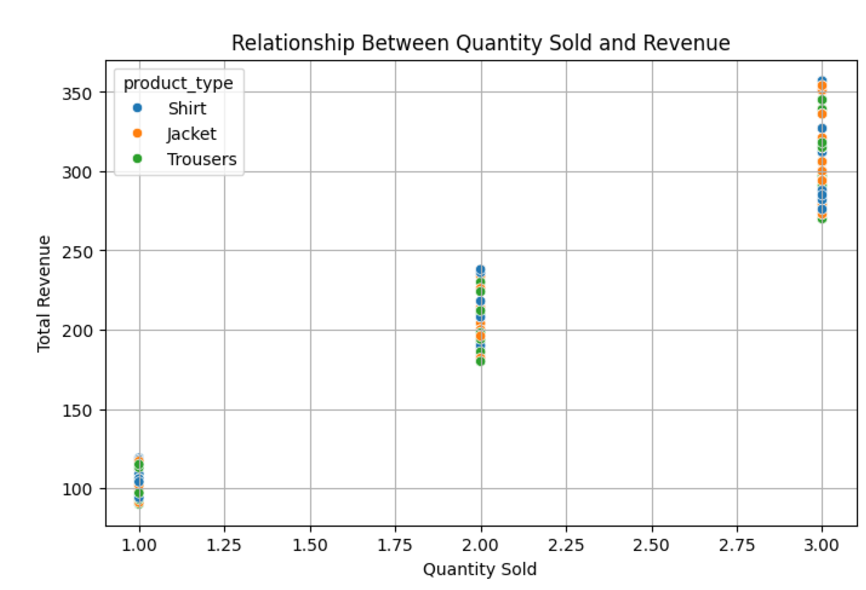 Relationship Between Quantity Sold and Revenue
product_type
Shirt
Jacket
Trousers
Total Revenue
350
300
250
200
150
100
1.00 1.25 1.50 1.75 2.00 2.25 2.50 2.75 3.00
Quantity Sold